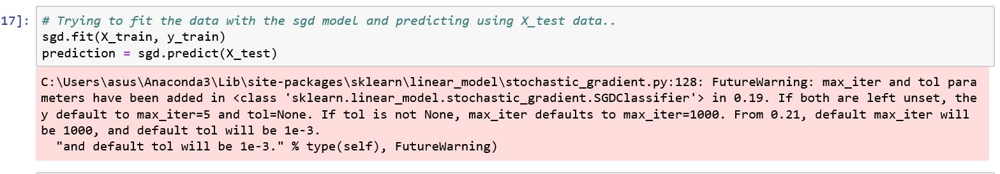 17]: # Trying to fit the data with the sgd model and predicting using X_test data..
sgd.fit(X_train, y_train)
prediction = sgd.predict(X_test)
C:\Users\asus\Anaconda3\Lib\site-packages\sklearn\linear_model\stochastic_gradient.py:128: FutureWarning: max_iter and tol para
meters have been added in <class 'sklearn.linear_model.stochastic_gradient.SGDClassifier'> in 0.19. If both are left unset, the
y default to max_iter=5 and tol=None. If tol is not None, max_iter defaults to max_iter=1000. From 0.21, default max_iter will
be 1000, and default tol will be 1e-3.
"and default tol will be 1e-3." % type(self), FutureWarning)